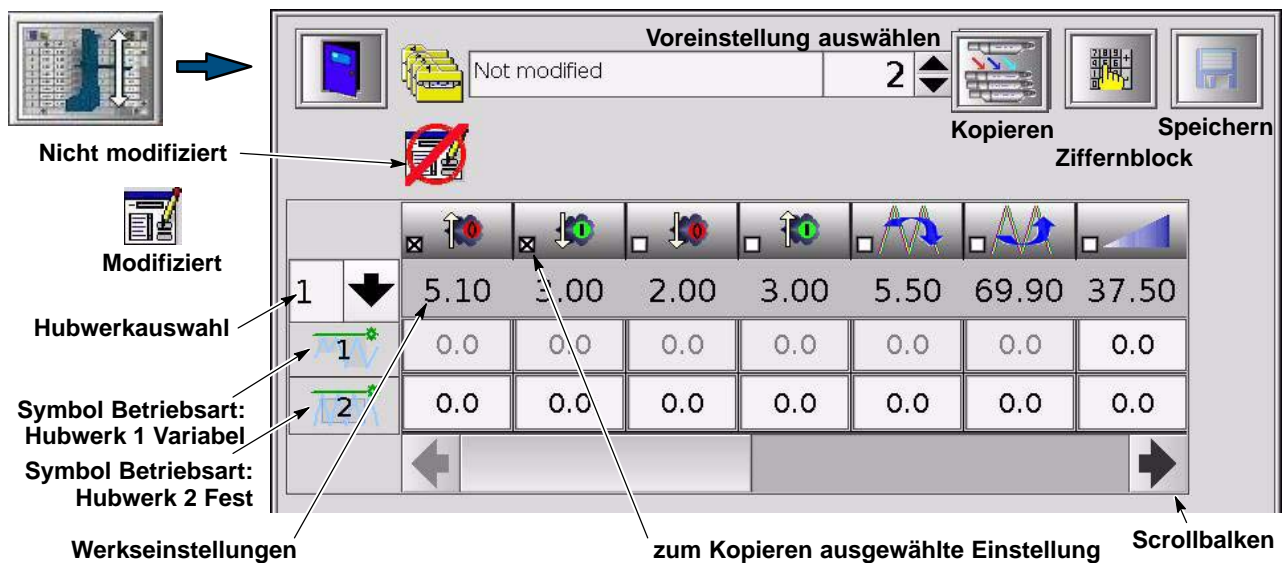 Voreinstellung auswählen
Not modified
2
Kopieren
Speichern
Ziffernblock
Nicht modifiziert
Modifiziert
1
5.10 3.00 2.00 3.00 5.50 69.90 37.50
Hubwerkauswahl
1
0.0 0.0 0.0 0.0 0.0 0.0 0.0
2
0.0 0.0 0.0 0.0 0.0 0.0 0.0
Symbol Betriebsart:
Hubwerk 1 Variabel
Symbol Betriebsart:
Hubwerk 2 Fest
Werkseinstellungen
zum Kopieren ausgewählte Einstellung
Scrollbalken